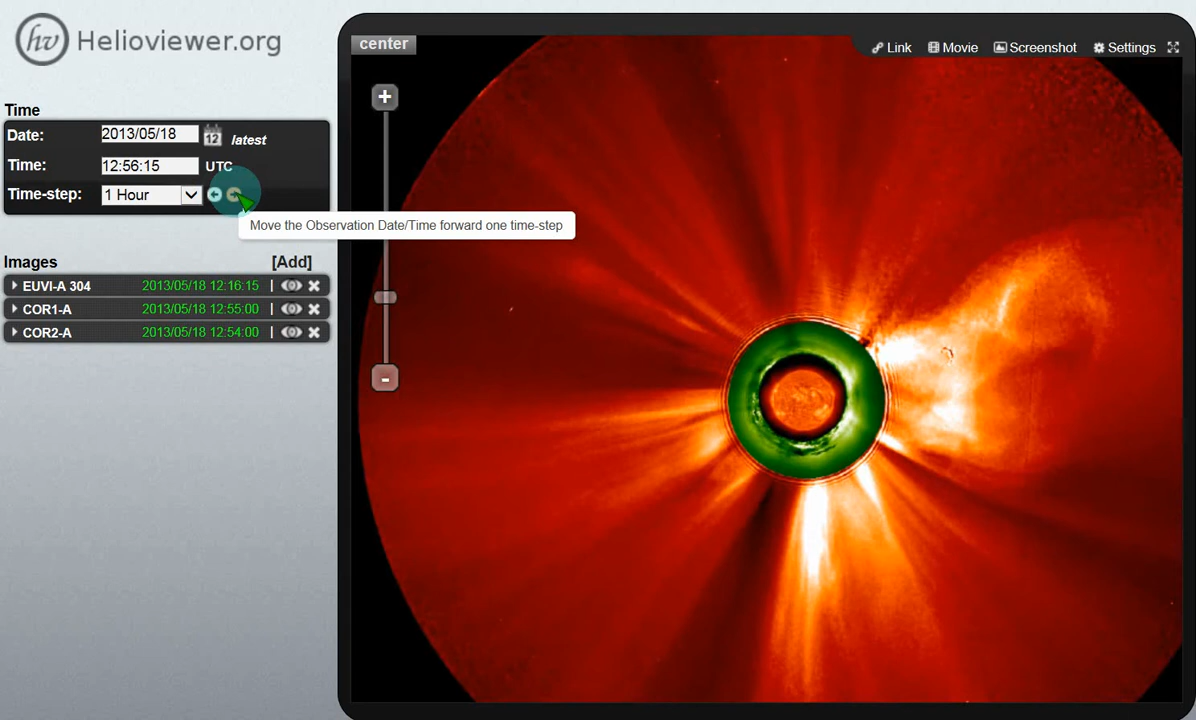 hv Helioviewer.org
center
Link Movie Screenshot Settings
+
Time
Date: 2013/05/18 12 latest
Time: 12:56:15 UTC
Time-step: 1 Hour
Move the Observation Date/Time forward one time-step
Images [Add]
EUVI-A 304 2013/05/18 12:16:15 |
COR1-A 2013/05/18 12:55:00 |
COR2-A 2013/05/18 12:54:00 |
-